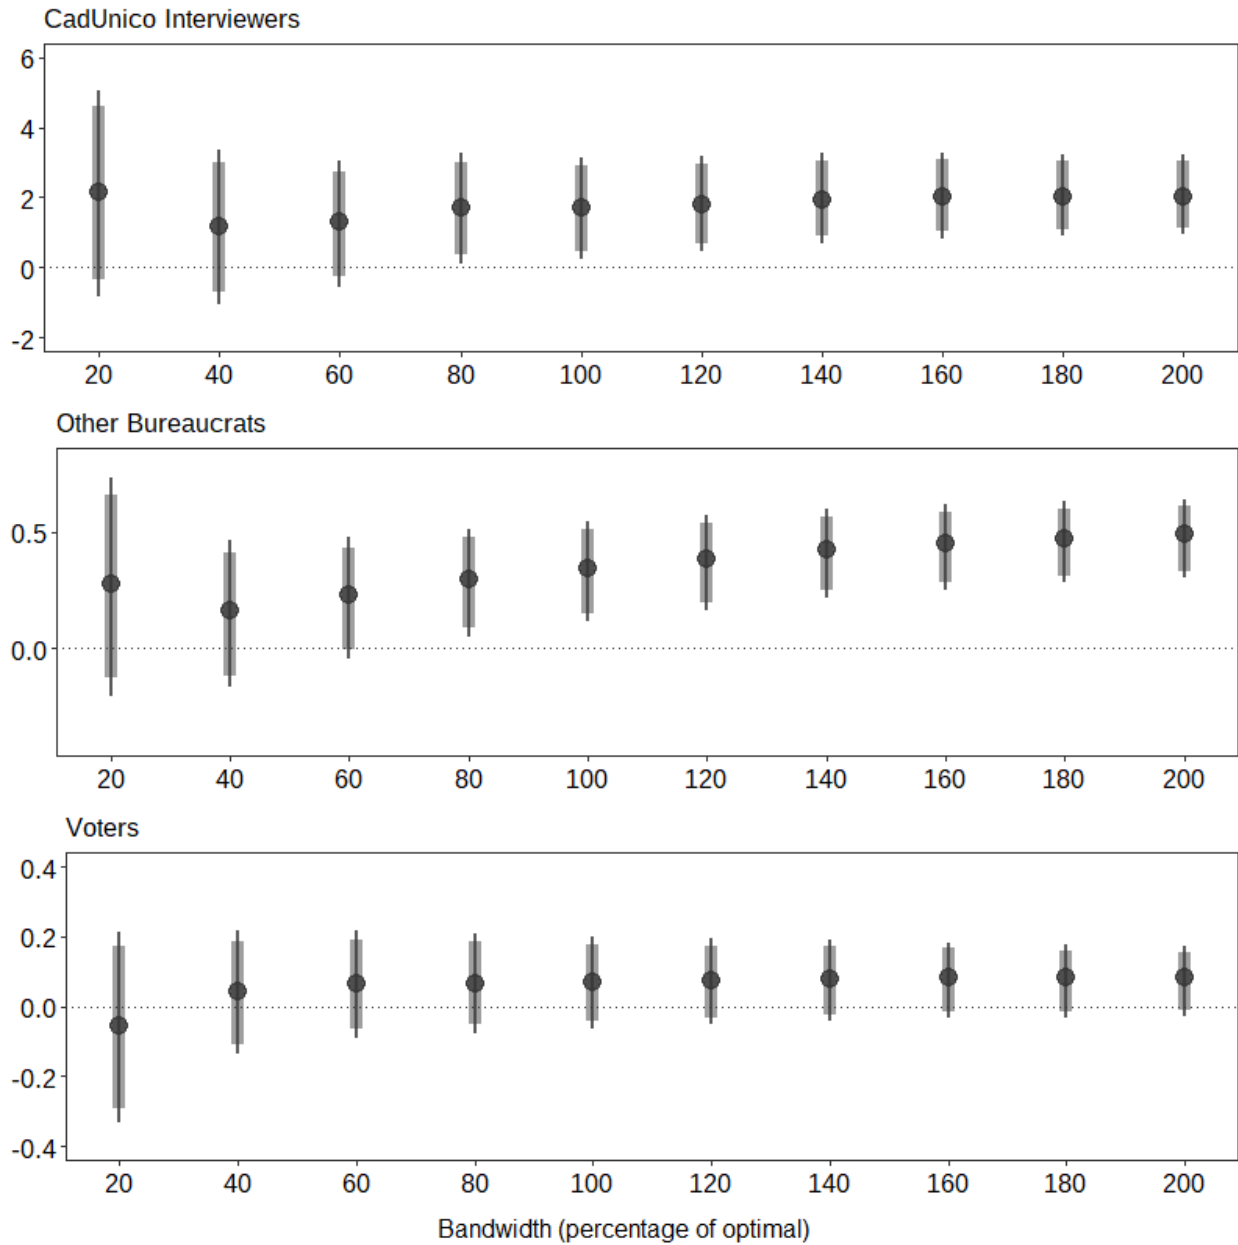 CadUnico Interviewers
6
4
2
0
-2
20 40 60 80 100 120 140 160 180 200
Other Bureaucrats
0.5
0.0
20 40 60 80 100 120 140 160 180 200
Voters
0.4
0.2
0.0
-0.2
-0.4
20 40 60 80 100 120 140 160 180 200
Bandwidth (percentage of optimal)